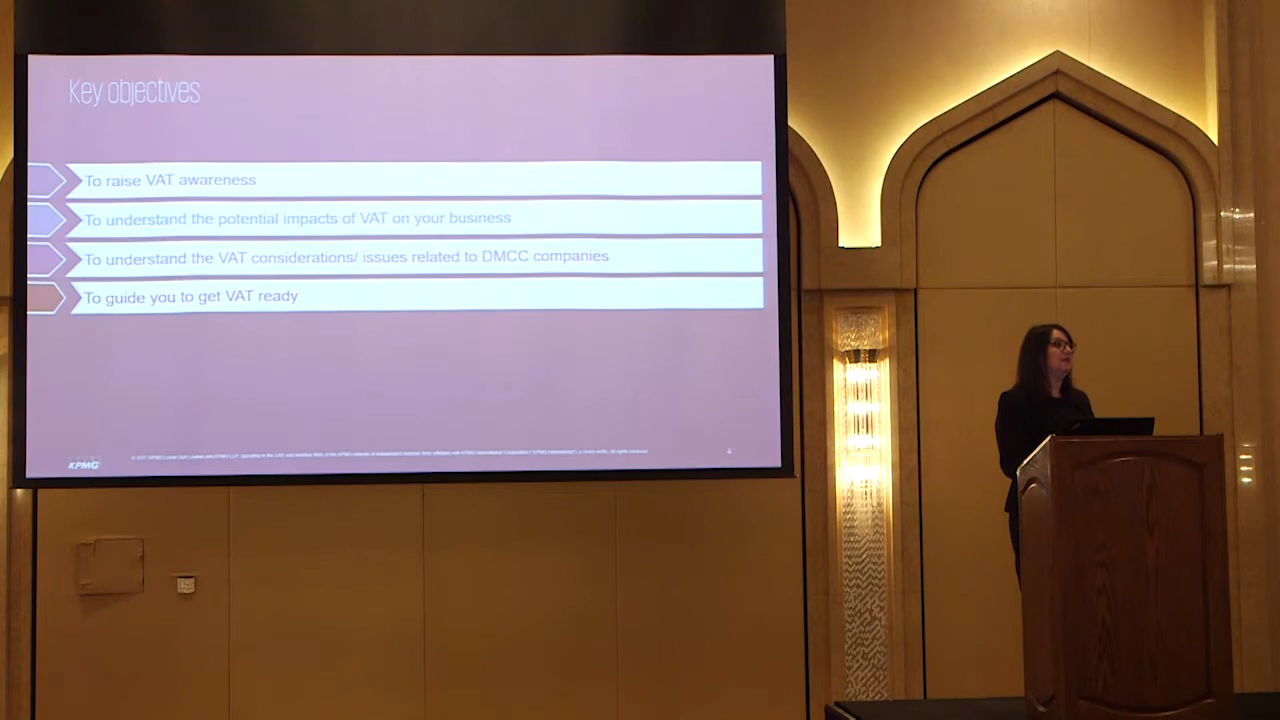 Key objectives
To raise VAT awareness
To understand the potential impacts of VAT on your business
To understand the VAT considerations/ issues related to DMCC companies
To guide you to get VAT ready
KPMG
4